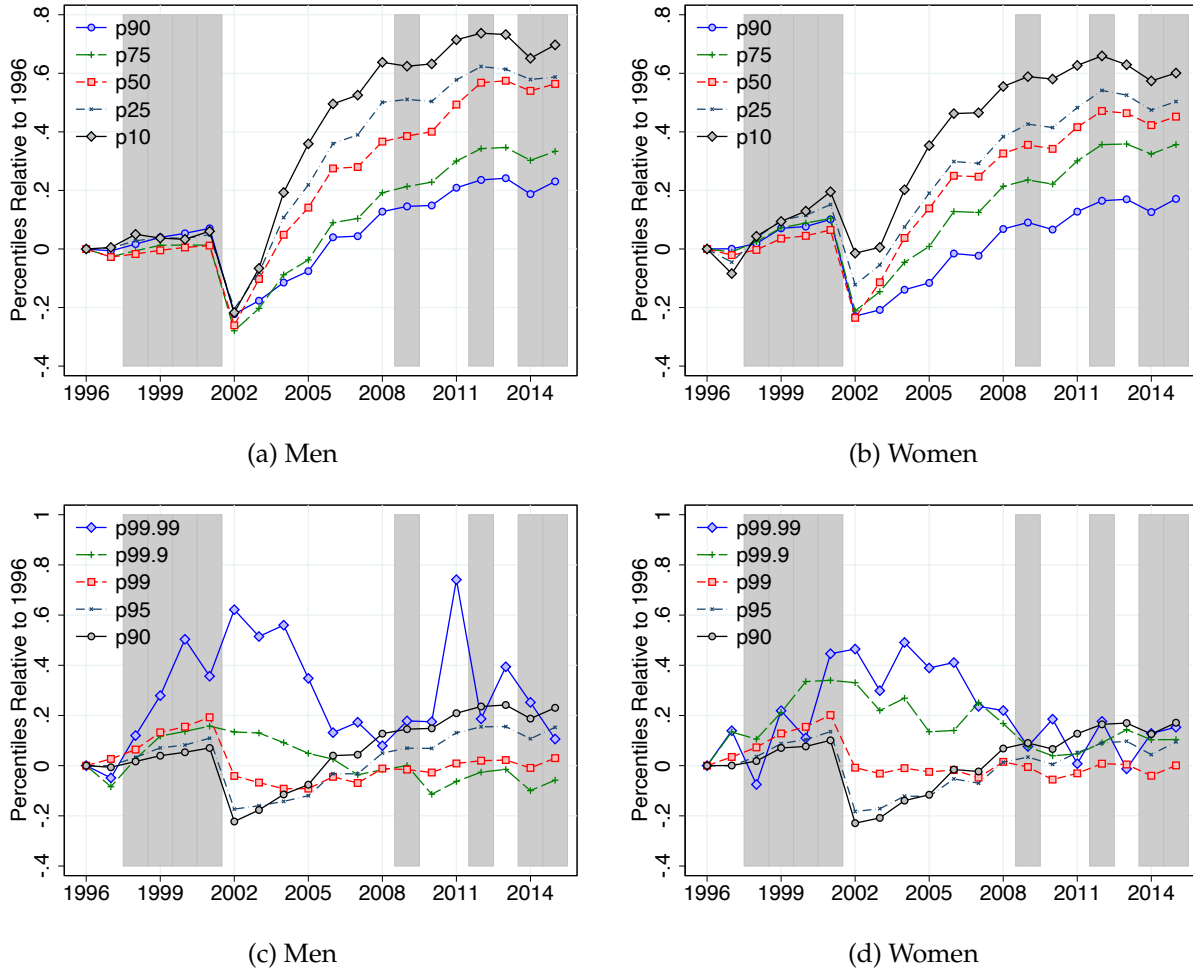 Percentiles Relative to 1996
.8
.6
.4
.2
0
-.2
-.4
p90
p75
p50
p25
p10
1996 1999 2002 2005 2008 2011 2014
(a) Men
Percentiles Relative to 1996
.8
.6
.4
.2
0
-.2
-.4
p90
p75
p50
p25
p10
1996 1999 2002 2005 2008 2011 2014
(b) Women
Percentiles Relative to 1996
1
.8
.6
.4
.2
0
-.2
-.4
p99.99
p99.9
p99
p95
p90
1996 1999 2002 2005 2008 2011 2014
(c) Men
Percentiles Relative to 1996
1
.8
.6
.4
.2
0
-.2
-.4
p99.99
p99.9
p99
p95
p90
1996 1999 2002 2005 2008 2011 2014
(d) Women